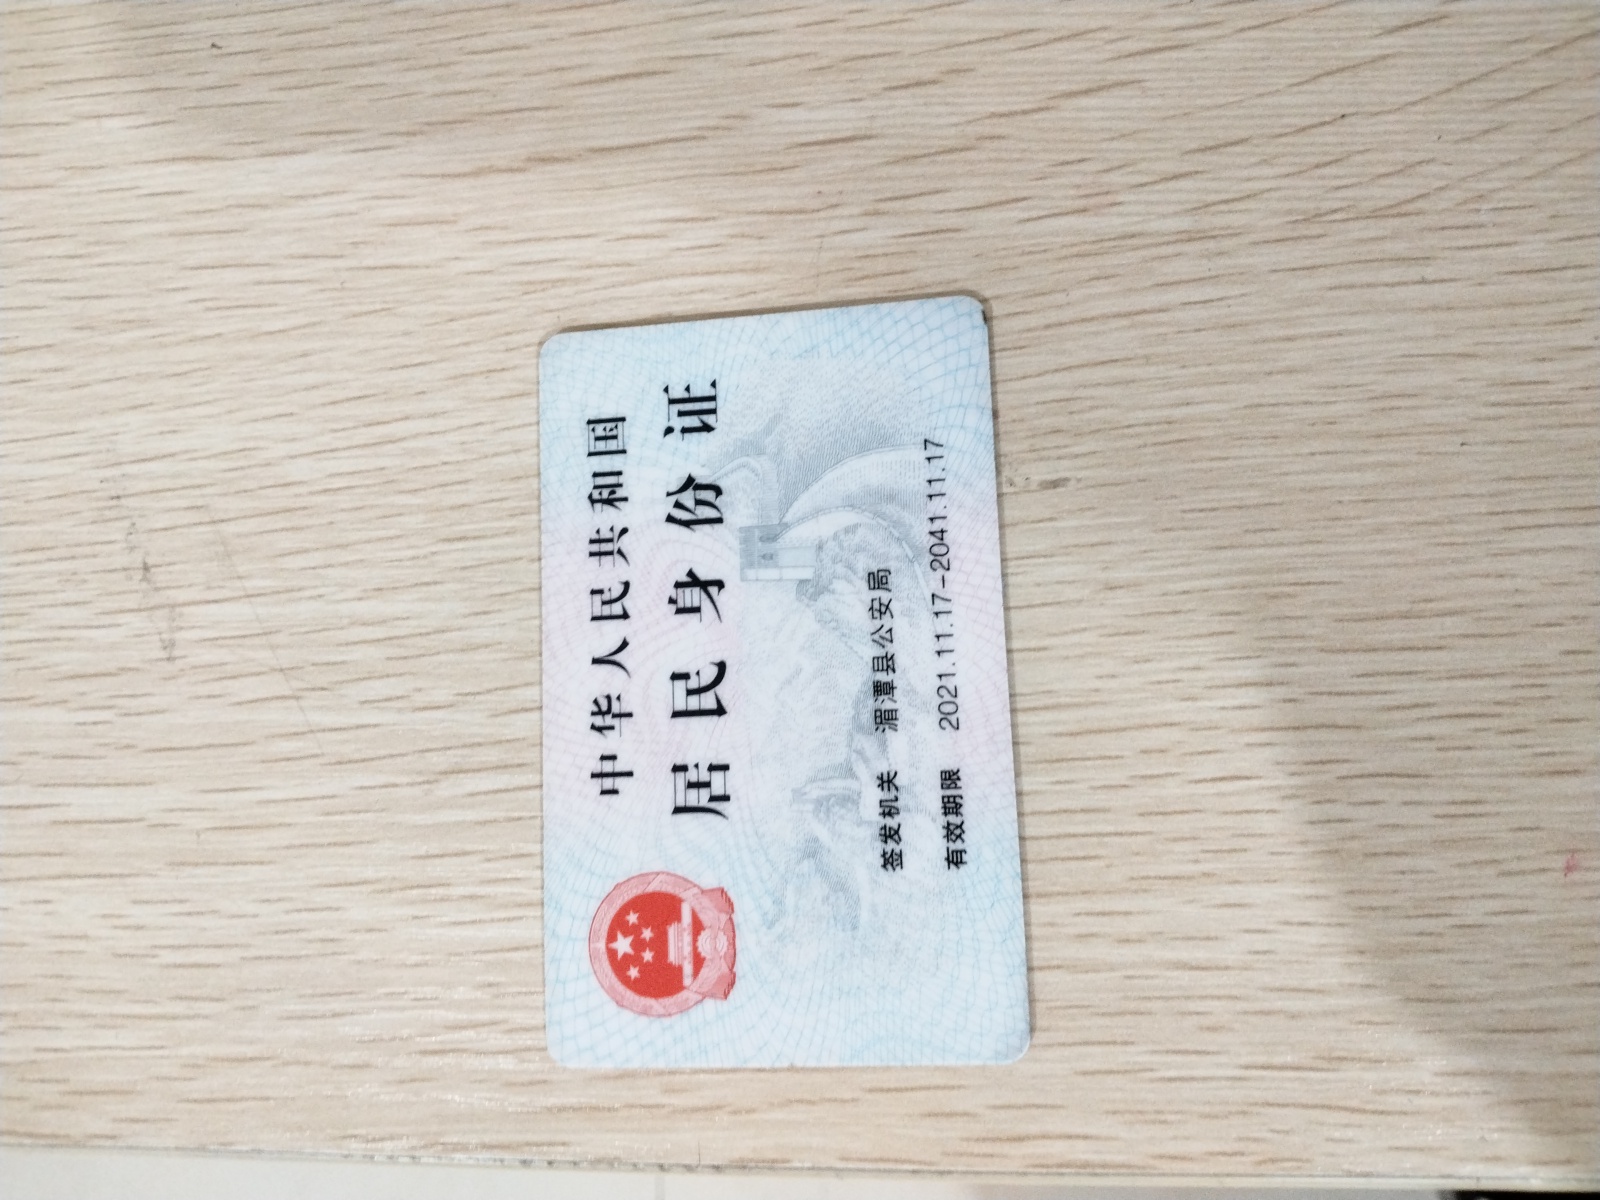 中华人民共和国
居民身份证
签发机关 湄潭县公安局
有效期限 2021.11.17-2041.11.17